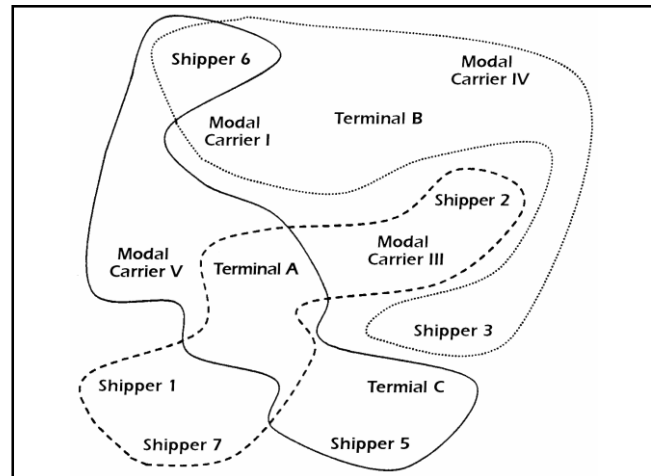 Shipper 6
Modal
Carrier IV
Modal
Carrier I
Terminal B
Shipper 2
Modal
Carrier V
Terminal A
Modal
Carrier III
Shipper 3
Shipper 1
Termial C
Shipper 7
Shipper 5